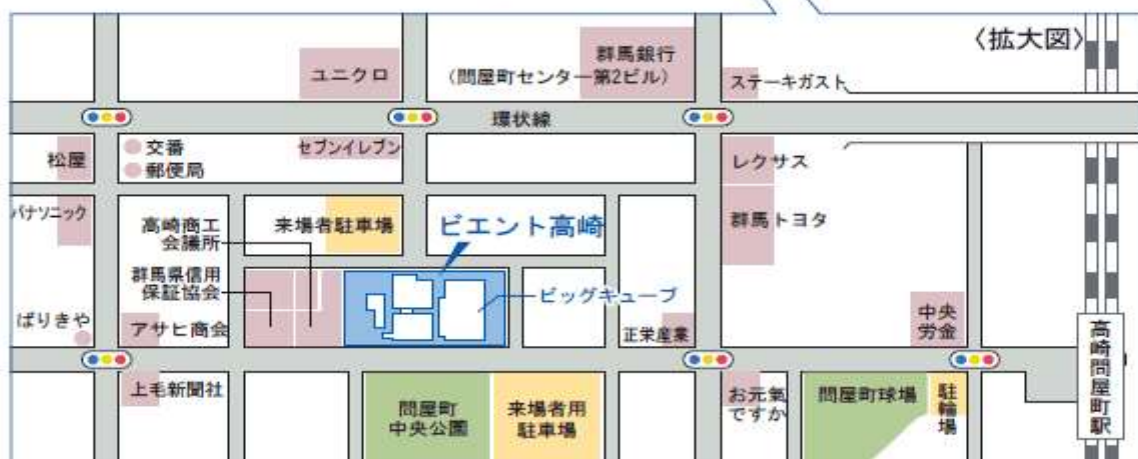 〈拡大図〉
群馬銀行
(問屋町センター第2ビル)
ユニクロ
ステーキガスト
環状線
松屋
交番
郵便局
セブンイレブン
レクサス
パナソニック
高崎商工
会議所
来場者駐車場
ビエント高崎
群馬トヨタ
群馬県信用
保証協会
ビッグキューブ
ばりきや
アサヒ商会
正栄産業
中央
労金
高崎問屋町駅
上毛新聞社
問屋町
中央公園
来場者用
駐車場
お元氣
ですか
問屋町球場
駐輪場